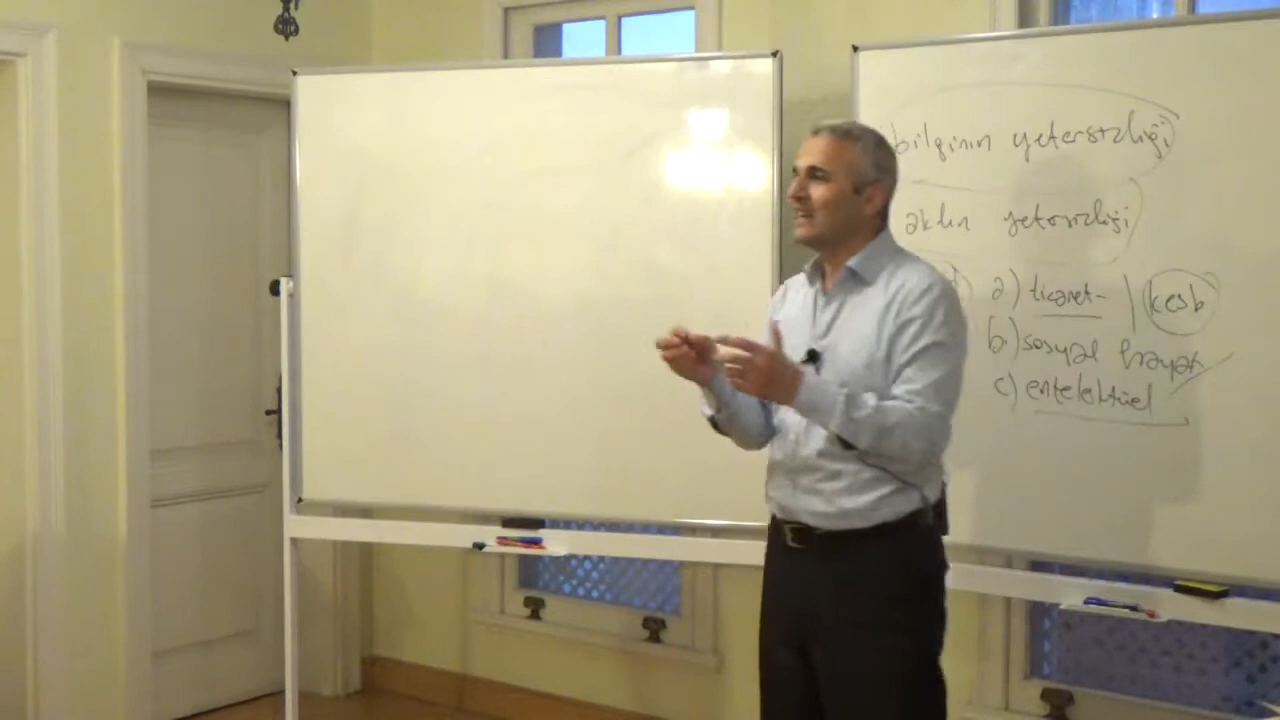 bilginin yetersizliği
aklın yetersizliği
a) ticaret- | kesb
b) sosyal hayat
c) entelektüel